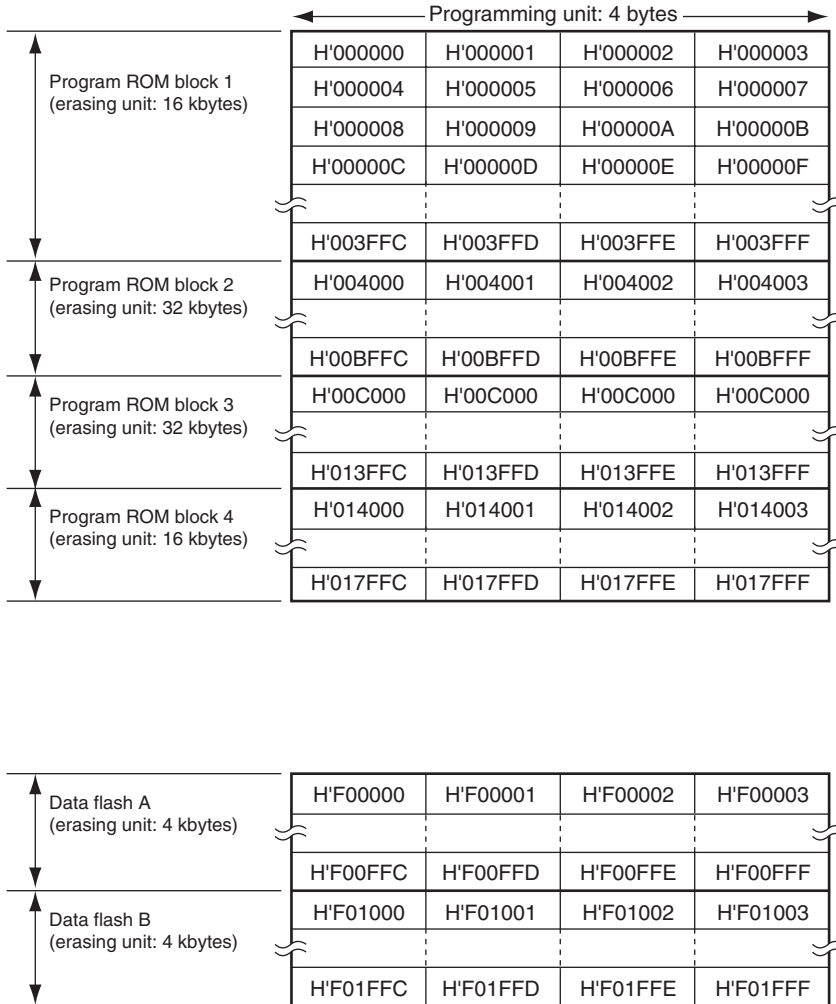 Programming unit: 4 bytes
Program ROM block 1
(erasing unit: 16 kbytes)
H'000000 H'000001 H'000002 H'000003
H'000004 H'000005 H'000006 H'000007
H'000008 H'000009 H'00000A H'00000B
H'00000C H'00000D H'00000E H'00000F
H'003FFC H'003FFD H'003FFE H'003FFF
Program ROM block 2
(erasing unit: 32 kbytes)
H'004000 H'004001 H'004002 H'004003
H'00BFFC H'00BFFD H'00BFFE H'00BFFF
Program ROM block 3
(erasing unit: 32 kbytes)
H'00C000 H'00C000 H'00C000 H'00C000
H'013FFC H'013FFD H'013FFE H'013FFF
Program ROM block 4
(erasing unit: 16 kbytes)
H'014000 H'014001 H'014002 H'014003
H'017FFC H'017FFD H'017FFE H'017FFF
Data flash A
(erasing unit: 4 kbytes)
H'F00000 H'F00001 H'F00002 H'F00003
H'F00FFC H'F00FFD H'F00FFE H'F00FFF
Data flash B
(erasing unit: 4 kbytes)
H'F01000 H'F01001 H'F01002 H'F01003
H'F01FFC H'F01FFD H'F01FFE H'F01FFF